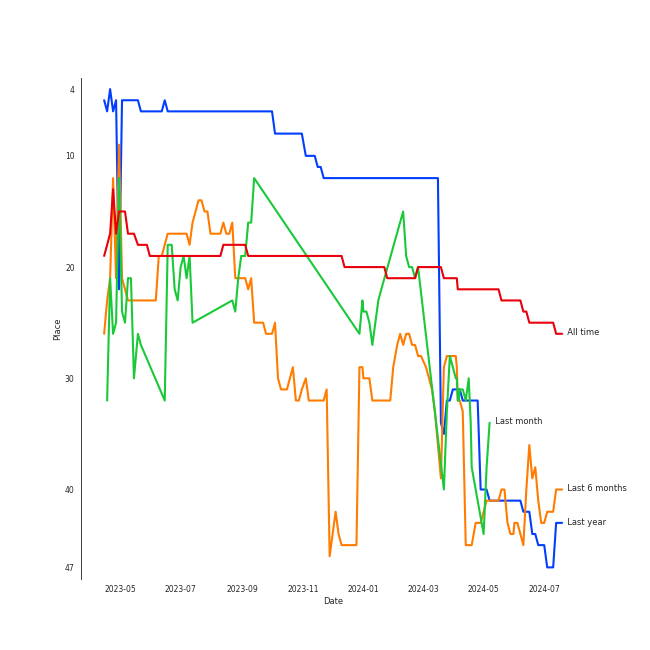 4
10
20
30
40
47
Place
2023-05
2023-07
2023-09
2023-11
2024-01
2024-03
2024-05
2024-07
Date
All time
Last month
Last 6 months
Last year